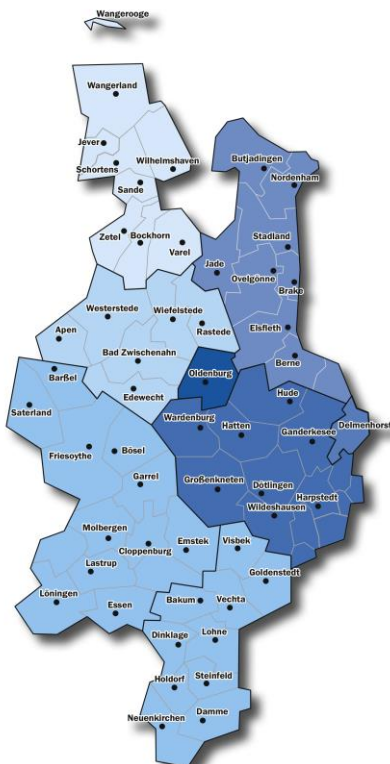 Wangerooge
Wangerland
Jever
Schortens
Wilhelmshaven
Sande
Butjadingen
Nordenham
Zetel
Bockhorn
Varel
Stadland
Jade
Ovelgönne
Brake
Westerstede
Wiefelstede
Rastede
Elsfleth
Apen
Bad Zwischenahn
Berne
Barßel
Oldenburg
Edewecht
Saterland
Hude
Wardenburg
Hatten
Ganderkesee
Delmenhorst
Friesoythe
Bösel
Garrel
Großenkneten
Dötlingen
Harpstedt
Wildeshausen
Molbergen
Cloppenburg
Emstek
Visbek
Lastrup
Goldenstedt
Löningen
Essen
Bakum
Vechta
Dinklage
Lohne
Holdorf
Steinfeld
Neuenkirchen
Damme